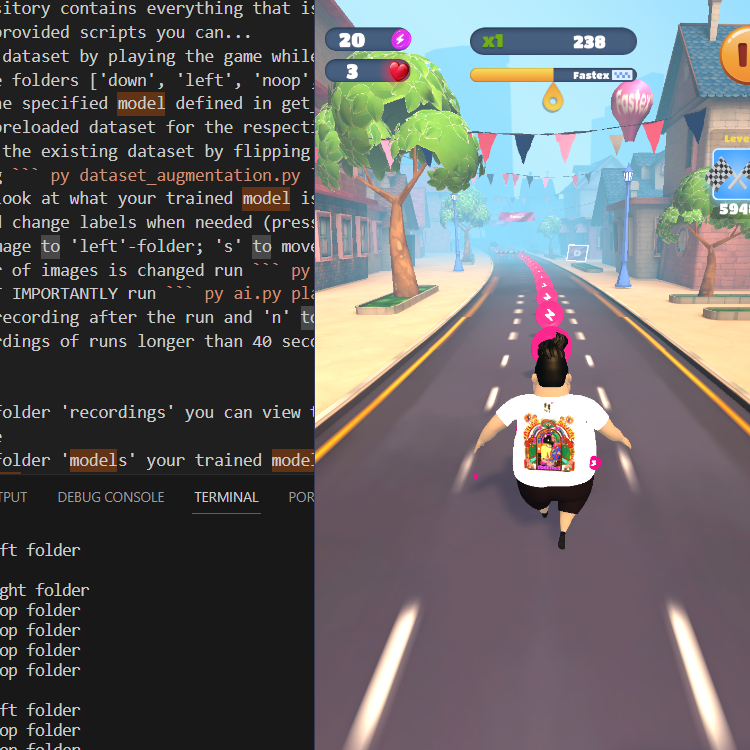 sitory contains everything that is
provided scripts you can...
dataset by playing the game while
e folders ['down', 'left', 'noop',
he specified model defined in get_
preloaded dataset for the respecti
the existing dataset by flipping
g ``` py dataset_augmentation.py
look at what your trained model is
d change labels when needed (press
mage to 'left'-folder; 's' to move
r of images is changed run ``` py
T IMPORTANTLY run ``` py ai.py pla
recording after the run and 'n' to
rdings of runs longer than 40 seco
folder 'recordings' you can view t
e
folder 'models' your trained model
TPUT DEBUG CONSOLE TERMINAL POR
ft folder
ght folder
op folder
op folder
op folder
op folder
ft folder
op folder
op folder
20
3
x1 238
Fastex
Faster
Leve
594